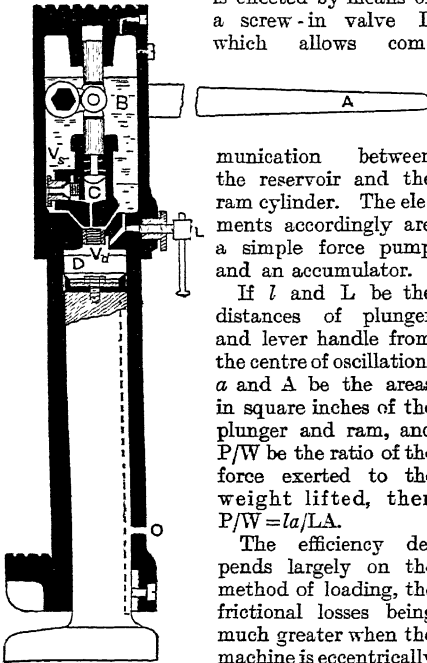 is effected by means of
a screw-in valve L
which allows com
A
B
C
Vs
Vd
D
L
O
munication between
the reservoir and the
ram cylinder. The ele
ments accordingly are
a simple force pump
and an accumulator.
If l and L be the
distances of plunger
and lever handle from
the centre of oscillation
a and A be the areas
in square inches of the
plunger and ram, and
P/W be the ratio of the
force exerted to the
weight lifted, then
P/W = la/LA.
The efficiency de
pends largely on the
method of loading, the
frictional losses being
much greater when the
machine is eccentrically